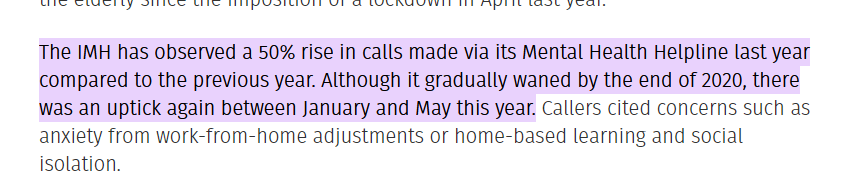 the elderly since the imposition of a lockdown in April last year.
The IMH has observed a 50% rise in calls made via its Mental Health Helpline last year
compared to the previous year. Although it gradually waned by the end of 2020, there
was an uptick again between January and May this year. Callers cited concerns such as
anxiety from work-from-home adjustments or home-based learning and social
isolation.